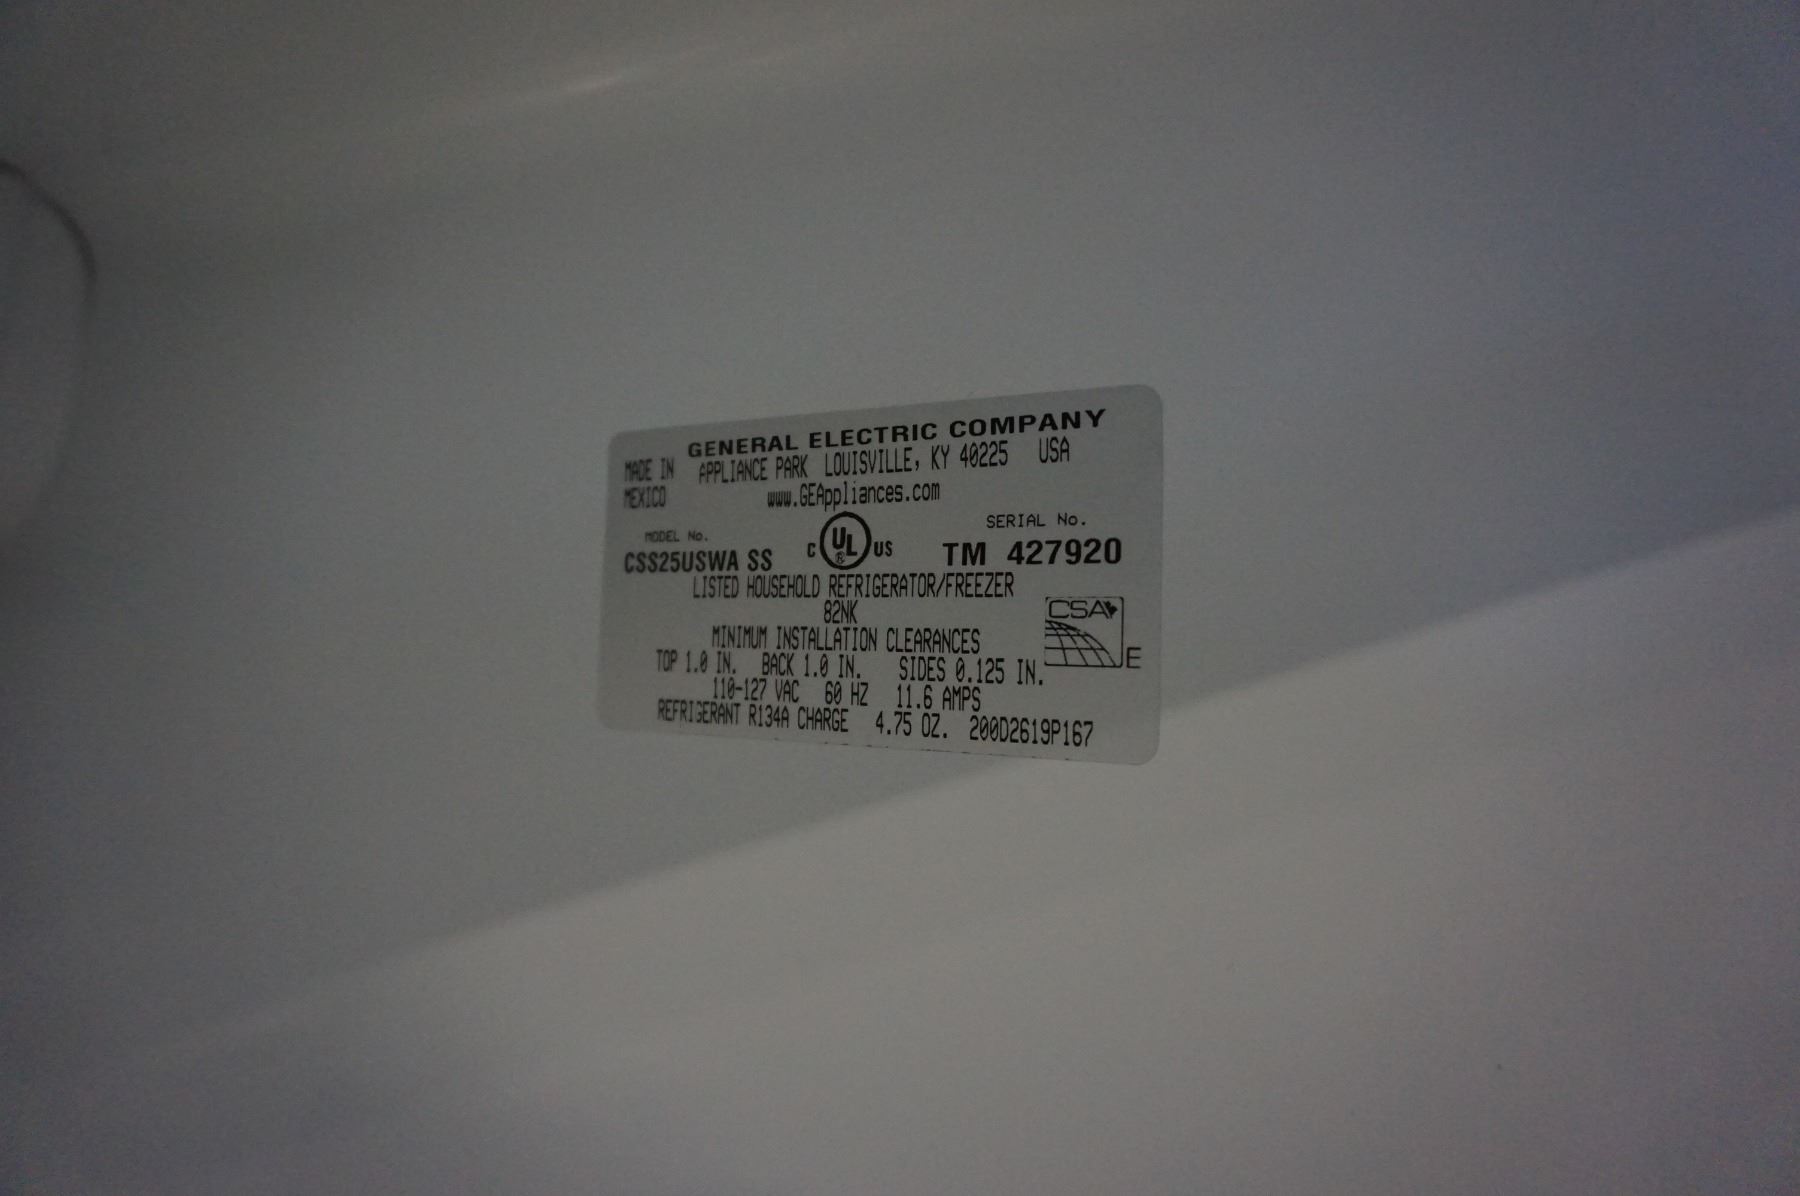 GENERAL ELECTRIC COMPANY
MADE IN MEXICO
APPLIANCE PARK LOUISVILLE, KY 40225 USA
www.GEAppliances.com
MODEL No.
CSS25USWA SS
C UL ® US
SERIAL No.
TM 427920
LISTED HOUSEHOLD REFRIGERATOR/FREEZER
82NK
MINIMUM INSTALLATION CLEARANCES
TOP 1.0 IN. BACK 1.0 IN. SIDES 0.125 IN.
110-127 VAC 60 HZ 11.6 AMPS
REFRIGERANT R134A CHARGE 4.75 OZ. 200D2619P167
CSA
E